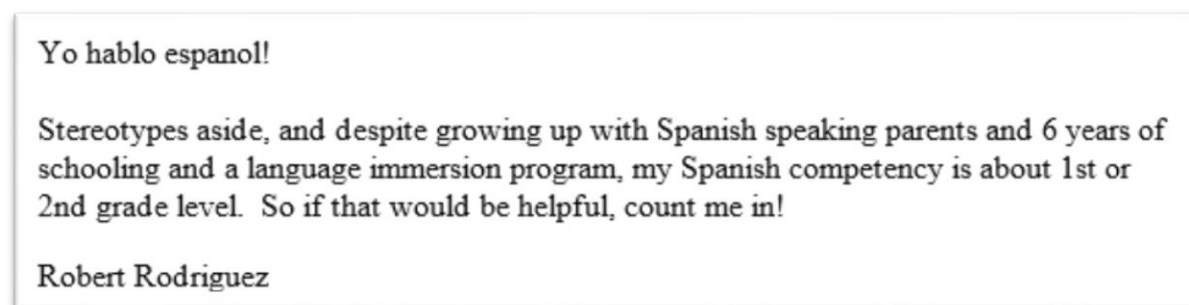 Yo hablo espanol!
Stereotypes aside, and despite growing up with Spanish speaking parents and 6 years of
schooling and a language immersion program, my Spanish competency is about 1st or
2nd grade level.  So if that would be helpful, count me in!
Robert Rodriguez